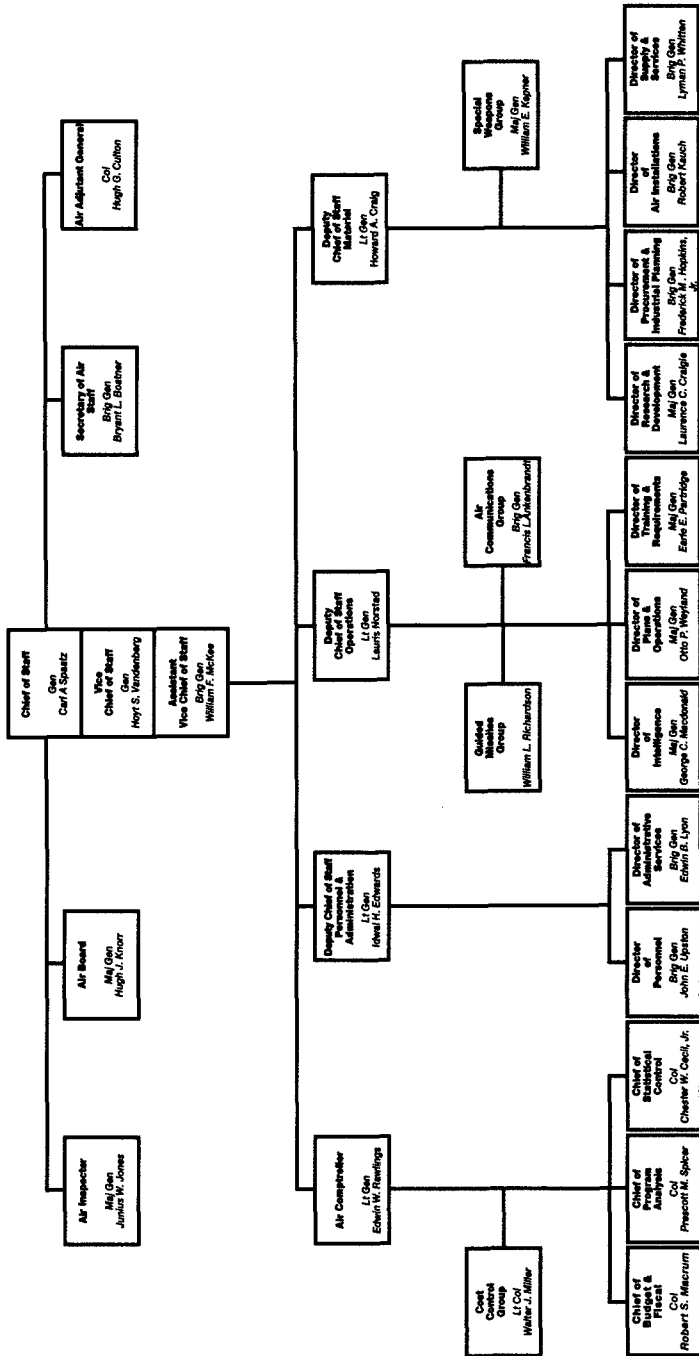 Chief of Staff
Gen
Carl A Spaatz
Vice
Chief of Staff
Gen
Hoyt S. Vandenberg
Assistant
Vice Chief of Staff
Brig Gen
William F. McKee
Air Inspecter
Maj Gen
Junius W. Jones
Air Board
Maj Gen
Hugh J. Knorr
Secretary of Air
Staff
Brig Gen
Bryant L. Boatner
Air Adjutant General
Col
Hugh G. Culton
Air Comptroller
Lt Gen
Edwin W. Rawlings
Deputy Chief of Staff
Personnel &
Administration
Lt Gen
Idwal H. Edwards
Deputy
Chief of Staff
Operations
Lt Gen
Lauris Norstad
Deputy
Chief of Staff
Materiel
Lt Gen
Howard A. Craig
Cost
Control
Group
Lt Col
Walter J. Miller
Guided
Missiles
Group
William L. Richardson
Air
Communications
Group
Brig Gen
Francis L.Ankenbrandt
Special
Weapons
Group
Maj Gen
William E. Kepner
Chief of
Budget &
Fiscal
Col
Robert S. Macrum
Chief of
Program
Analysis
Col
Prescott M. Spicer
Chief of
Statistical
Control
Col
Chester W. Cecil, Jr.
Director
of
Personnel
Brig Gen
John E. Upston
Director of
Administrative
Services
Brig Gen
Edwin B. Lyon
Director
of
Intelligence
Maj Gen
George C. Macdonald
Director of
Plans &
Operations
Maj Gen
Otto P. Weyland
Director of
Training &
Requirements
Maj Gen
Earle E. Partridge
Director of
Research &
Development
Maj Gen
Laurence C. Craigie
Director of
Procurement &
Industrial Planning
Brig Gen
Frederick M. Hopkins,
Jr.
Director
of
Air Installations
Brig Gen
Robert Kauch
Director of
Supply &
Services
Brig Gen
Lyman P. Whitten